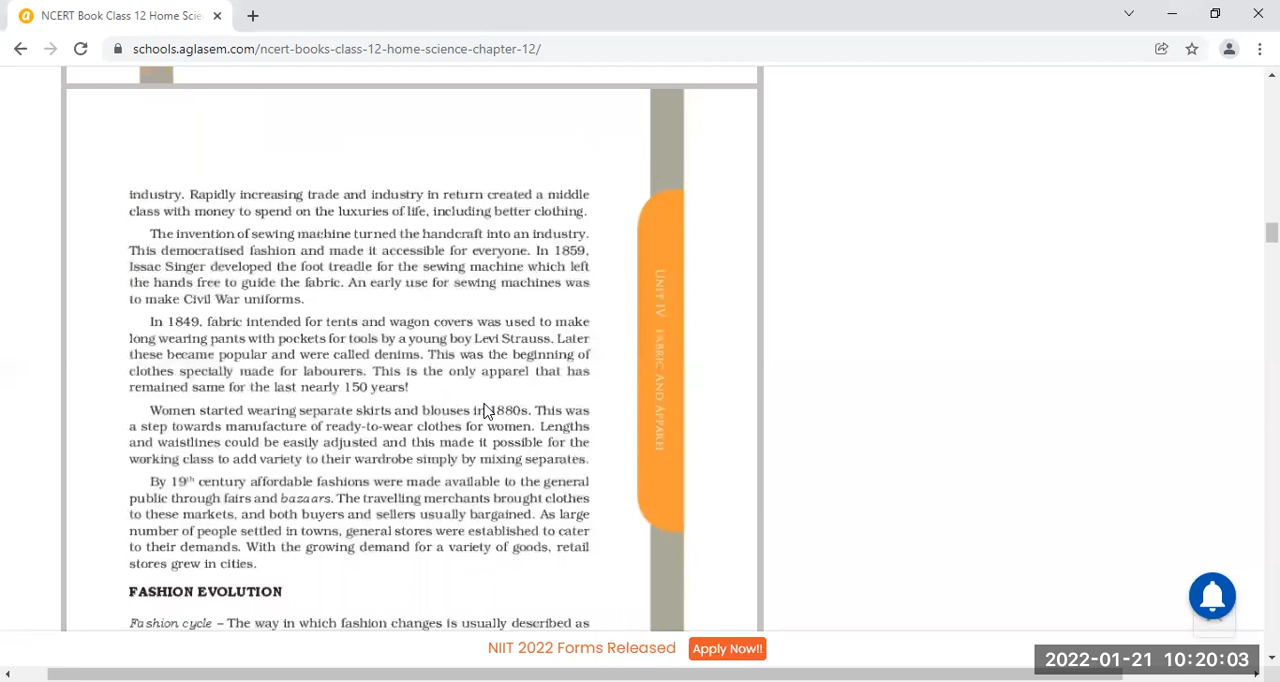 NCERT Book Class 12 Home Scie
schools.aglasem.com/ncert-books-class-12-home-science-chapter-12/
industry. Rapidly increasing trade and industry in return created a middle
class with money to spend on the luxuries of life, including better clothing.
The invention of sewing machine turned the handcraft into an industry.
This democratised fashion and made it accessible for everyone. In 1859,
Issac Singer developed the foot treadle for the sewing machine which left
the hands free to guide the fabric. An early use for sewing machines was
to make Civil War uniforms.
In 1849, fabric intended for tents and wagon covers was used to make
long wearing pants with pockets for tools by a young boy Levi Strauss. Later
these became popular and were called denims. This was the beginning of
clothes specially made for labourers. This is the only apparel that has
remained same for the last nearly 150 years!
Women started wearing separate skirts and blouses in 1880s. This was
a step towards manufacture of ready-to-wear clothes for women. Lengths
and waistlines could be easily adjusted and this made it possible for the
working class to add variety to their wardrobe simply by mixing separates.
By 19th century affordable fashions were made available to the general
public through fairs and bazaars. The travelling merchants brought clothes
to these markets, and both buyers and sellers usually bargained. As large
number of people settled in towns, general stores were established to cater
to their demands. With the growing demand for a variety of goods, retail
stores grew in cities.
FASHION EVOLUTION
Fashion cycle – The way in which fashion changes is usually described as
UNIT IV FABRIC AND APPAREL
NIIT 2022 Forms Released
Apply Now!!
2022-01-21 10:20:03